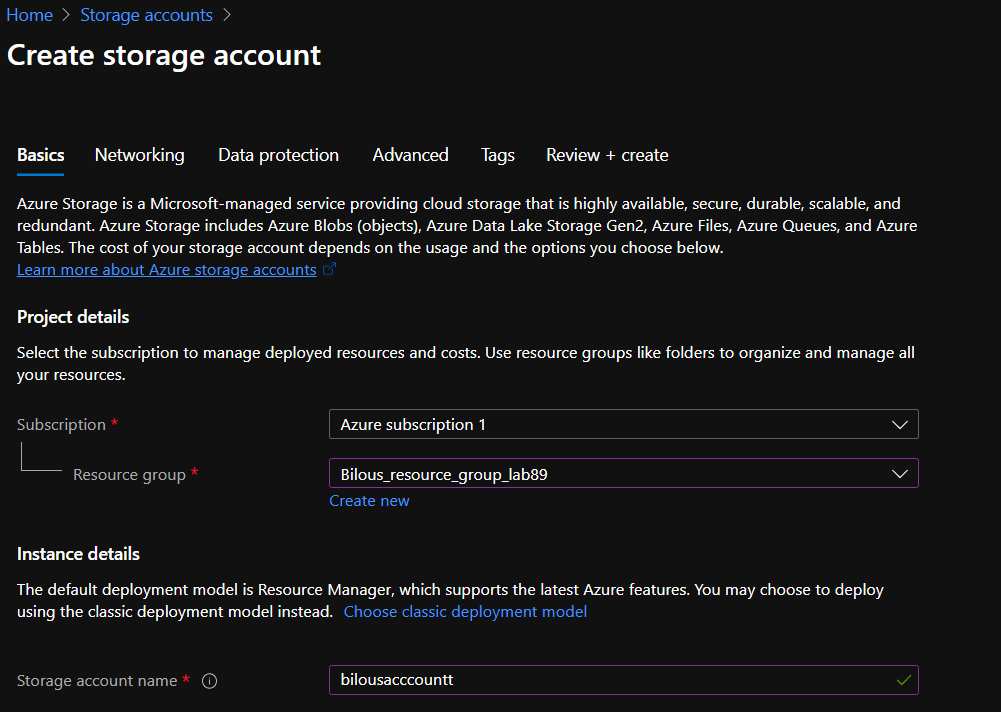 Home > Storage accounts >
Create storage account
Basics Networking Data protection Advanced Tags Review + create
Azure Storage is a Microsoft-managed service providing cloud storage that is highly available, secure, durable, scalable, and
redundant. Azure Storage includes Azure Blobs (objects), Azure Data Lake Storage Gen2, Azure Files, Azure Queues, and Azure
Tables. The cost of your storage account depends on the usage and the options you choose below.
Learn more about Azure storage accounts
Project details
Select the subscription to manage deployed resources and costs. Use resource groups like folders to organize and manage all
your resources.
Subscription * Azure subscription 1
Resource group * Bilous_resource_group_lab89
Create new
Instance details
The default deployment model is Resource Manager, which supports the latest Azure features. You may choose to deploy
using the classic deployment model instead. Choose classic deployment model
Storage account name * bilousacccountt